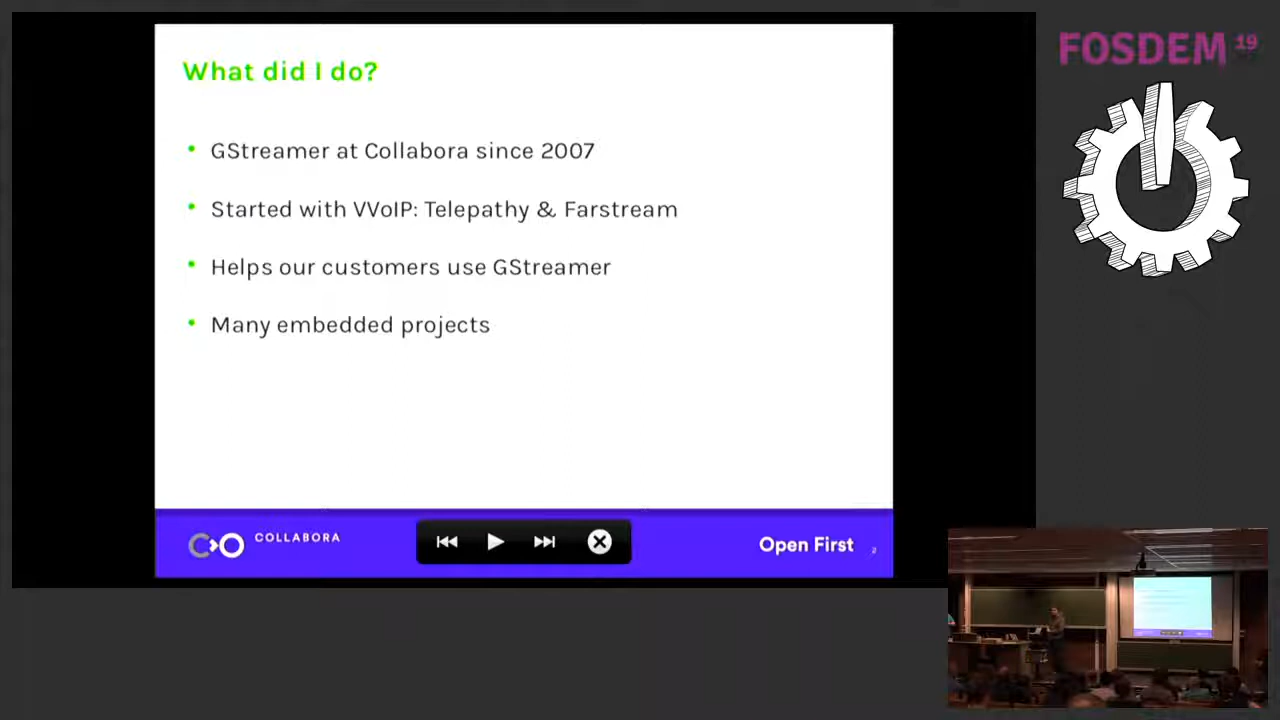 What did I do?
• GStreamer at Collabora since 2007
• Started with VVoIP: Telepathy & Farstream
• Helps our customers use GStreamer
• Many embedded projects
COLLABORA
Open First
2
FOSDEM 19